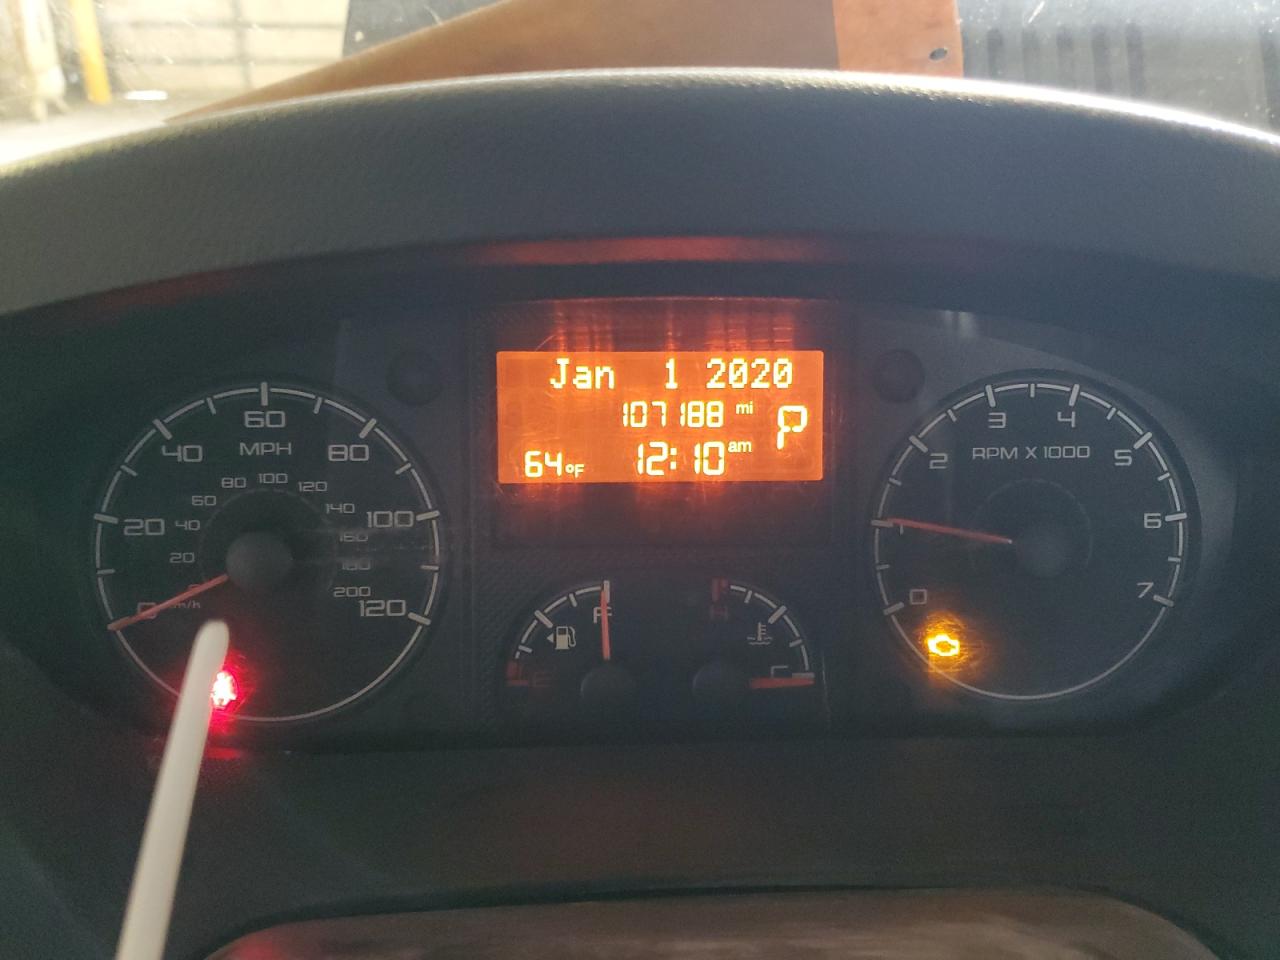 Jan 1 2020
107188 mi
P
64°F 12:10 am
60
MPH
40 80
80 100 120
60 140
20 40 100
160
20 180
0 km/h 200
120
3 4
RPM X 1000
2 5
1 6
0 7
F H
E C